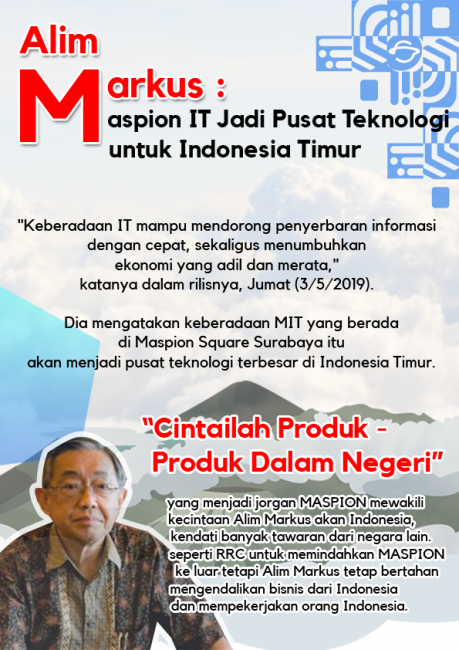 Alim
Markus :
Maspion IT Jadi Pusat Teknologi
untuk Indonesia Timur
"Keberadaan IT mampu mendorong penyerbaran informasi
dengan cepat, sekaligus menumbuhkan
ekonomi yang adil dan merata,"
katanya dalam rilisnya, Jumat (3/5/2019).
Dia mengatakan keberadaan MIT yang berada
di Maspion Square Surabaya itu
akan menjadi pusat teknologi terbesar di Indonesia Timur.
“Cintailah Produk -
Produk Dalam Negeri”
yang menjadi jorgan MASPION mewakili
kecintaan Alim Markus akan Indonesia,
kendati banyak tawaran dari negara lain.
seperti RRC untuk memindahkan MASPION
ke luar tetapi Alim Markus tetap bertahan
mengendalikan bisnis dari Indonesia
dan mempekerjakan orang Indonesia.